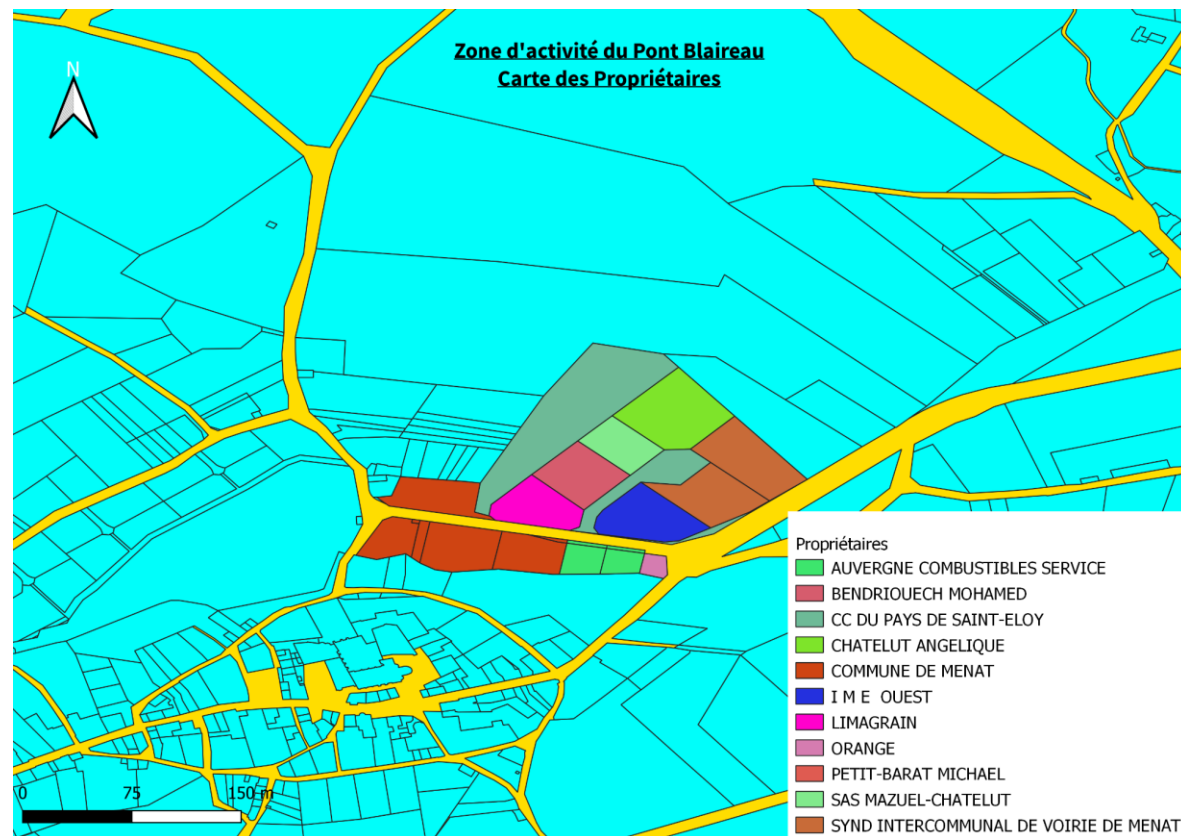 Zone d'activité du Pont Blaireau
Carte des Propriétaires
N
Propriétaires
AUVERGNE COMBUSTIBLES SERVICE
BENDRIOUECH MOHAMED
CC DU PAYS DE SAINT-ELOY
CHATELUT ANGELIQUE
COMMUNE DE MENAT
I M E  OUEST
LIMAGRAIN
ORANGE
PETIT-BARAT MICHAEL
SAS MAZUEL-CHATELUT
SYND INTERCOMMUNAL DE VOIRIE DE MENAT
0 75 150 m